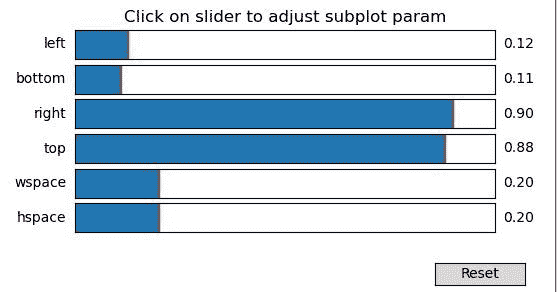 Click on slider to adjust subplot param
left 0.12
bottom 0.11
right 0.90
top 0.88
wspace 0.20
hspace 0.20
Reset